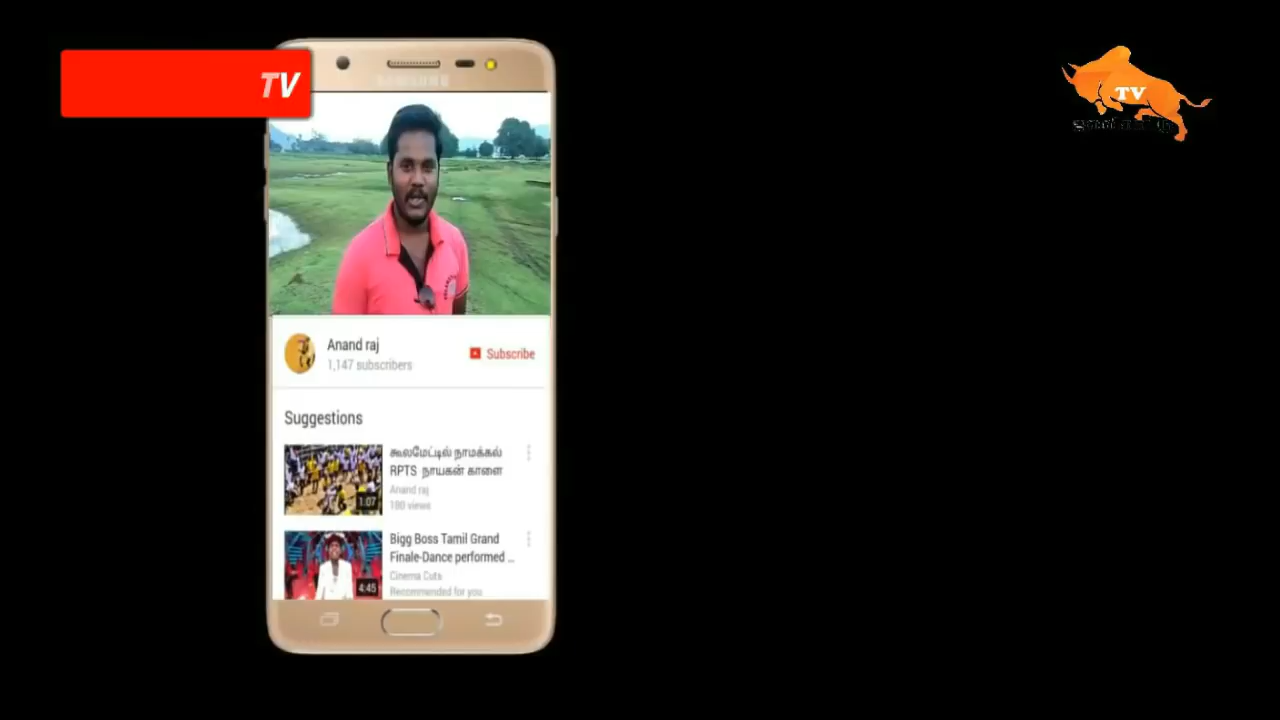 TV
TV
SAMSUNG
Anand raj
1,147 subscribers
Subscribe
Suggestions
கூலமேட்டில் நாமக்கல்
RPTS நாயகன் காளை
Anand raj
180 views
1:07
Bigg Boss Tamil Grand
Finale-Dance performed ...
Cinema Cuts
Recommended for you
4:45